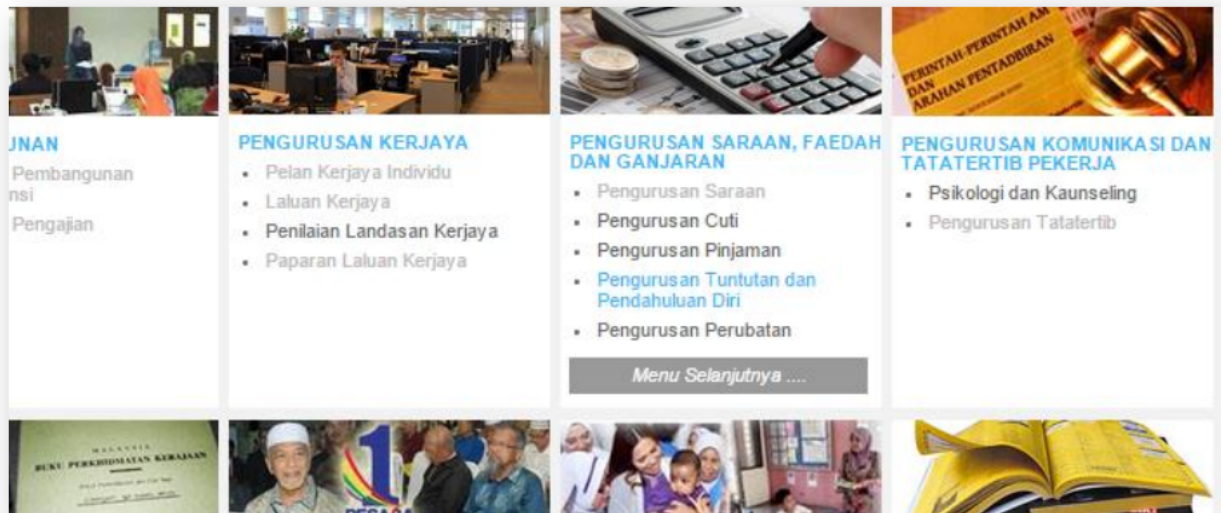 PERINTAH-PERINTAH AM
DAN
ARAHAN PENTADBIRAN
UNAN
Pembangunan
nsi
Pengajian
PENGURUSAN KERJAYA
Pelan Kerjaya Individu
Laluan Kerjaya
Penilaian Landasan Kerjaya
Paparan Laluan Kerjaya
PENGURUSAN SARAAN, FAEDAH
DAN GANJARAN
Pengurusan Saraan
Pengurusan Cuti
Pengurusan Pinjaman
Pengurusan Tuntutan dan
Pendahuluan Diri
Pengurusan Perubatan
Menu Selanjutnya ....
PENGURUSAN KOMUNIKASI DAN
TATATERTIB PEKERJA
Psikologi dan Kaunseling
Pengurusan Tatatertib
MALAYSIA
BUKU PERKHIDMATAN KERAJAAN
1